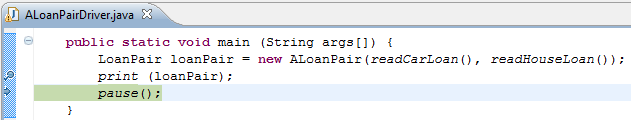 ALoanPairDriver.java
public static void main (String args[]) {
LoanPair loanPair = new ALoanPair(readCarLoan(), readHouseLoan());
print (loanPair);
pause();
}